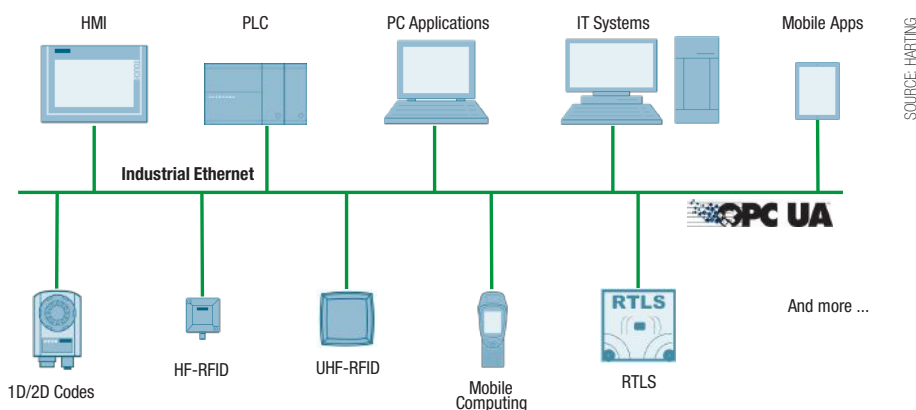 HMI
PLC
PC Applications
IT Systems
Mobile Apps
SOURCE: HARTING
Industrial Ethernet
OPC UA
RTLS
And more ...
1D/2D Codes
HF-RFID
UHF-RFID
Mobile
Computing
RTLS